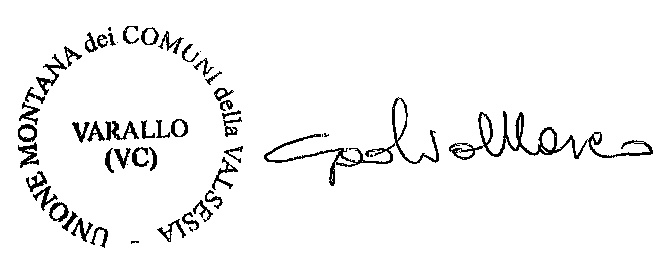 UNIONE MONTANA dei COMUNI della VALSESIA -
VARALLO
(VC)